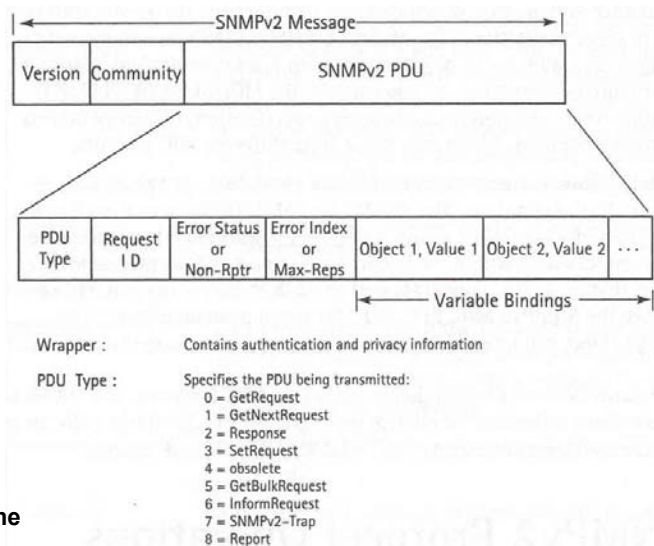 SNMPv2 Message
Version Community SNMPv2 PDU
PDU Type Request I D Error Status or Non-Rptr Error Index or Max-Reps Object 1, Value 1 Object 2, Value 2 ...
Variable Bindings
Wrapper : Contains authentication and privacy information
PDU Type : Specifies the PDU being transmitted:
0 = GetRequest
1 = GetNextRequest
2 = Response
3 = SetRequest
4 = obsolete
5 = GetBulkRequest
6 = InformRequest
7 = SNMPv2-Trap
8 = Report